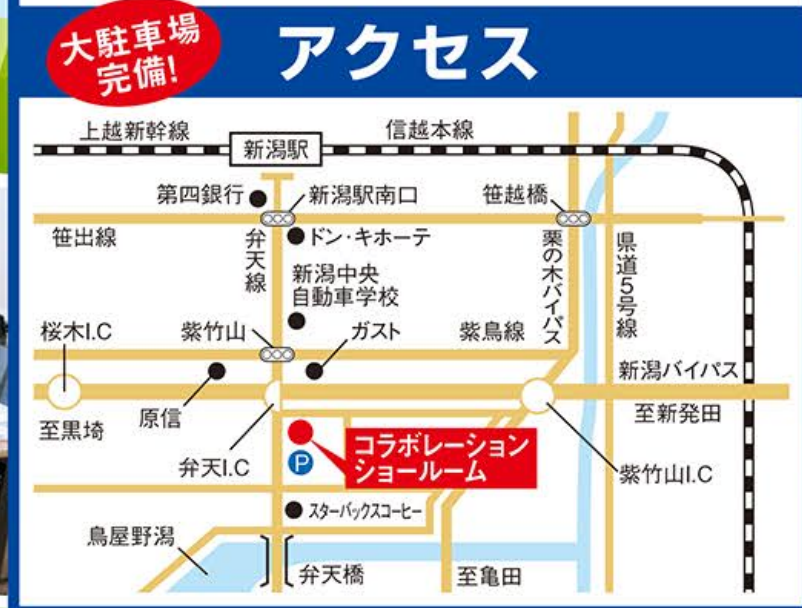 大駐車場
完備!
アクセス
上越新幹線
新潟駅
信越本線
第四銀行
新潟駅南口
笹越橋
笹出線
弁天線
ドン・キホーテ
栗の木バイパス
県道5号線
新潟中央
自動車学校
桜木I.C
紫竹山
ガスト
紫鳥線
新潟バイパス
至黒埼
原信
至新発田
弁天I.C
P
コラボレーション
ショールーム
紫竹山I.C
スターバックスコーヒー
鳥屋野潟
弁天橋
至亀田